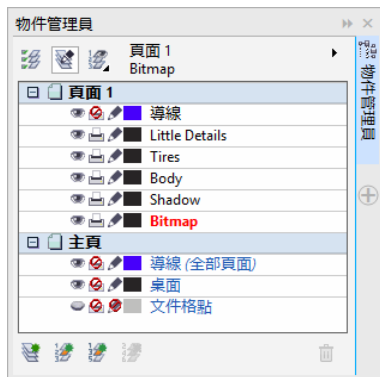 物件管理員
頁面 1
Bitmap
頁面 1
導線
Little Details
Tires
Body
Shadow
Bitmap
主頁
導線 (全部頁面)
桌面
文件格點
物件管理員